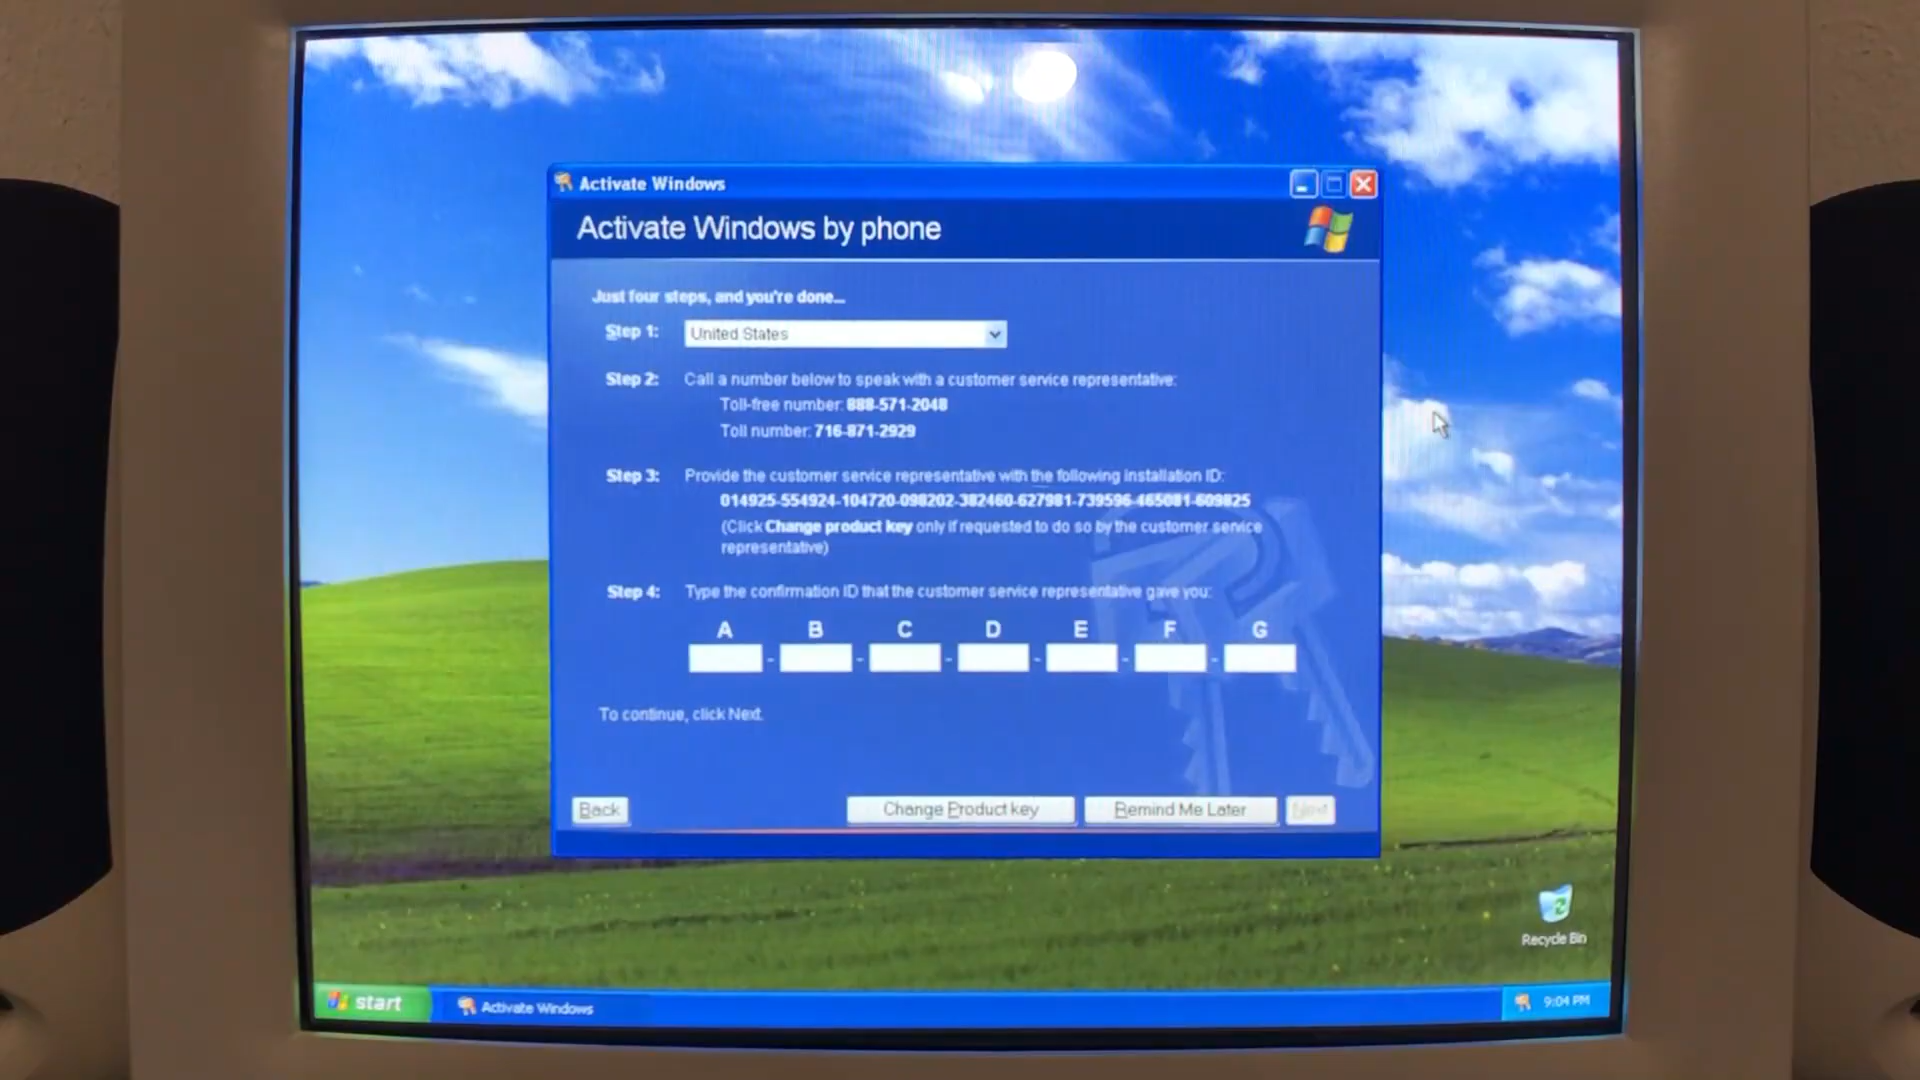 Activate Windows
Activate Windows by phone
Just four steps, and you're done...
Step 1: United States
Step 2: Call a number below to speak with a customer service representative:
Toll-free number: 888-571-2048
Toll number: 716-871-2929
Step 3: Provide the customer service representative with the following installation ID:
014925-554924-104720-098202-382460-627981-739596-465081-609825
(Click Change product key only if requested to do so by the customer service
representative)
Step 4: Type the confirmation ID that the customer service representative gave you:
A B C D E F G
- - - - - -
To continue, click Next.
Back Change Product key Remind Me Later Next
Recycle Bin
start Activate Windows 9:04 PM